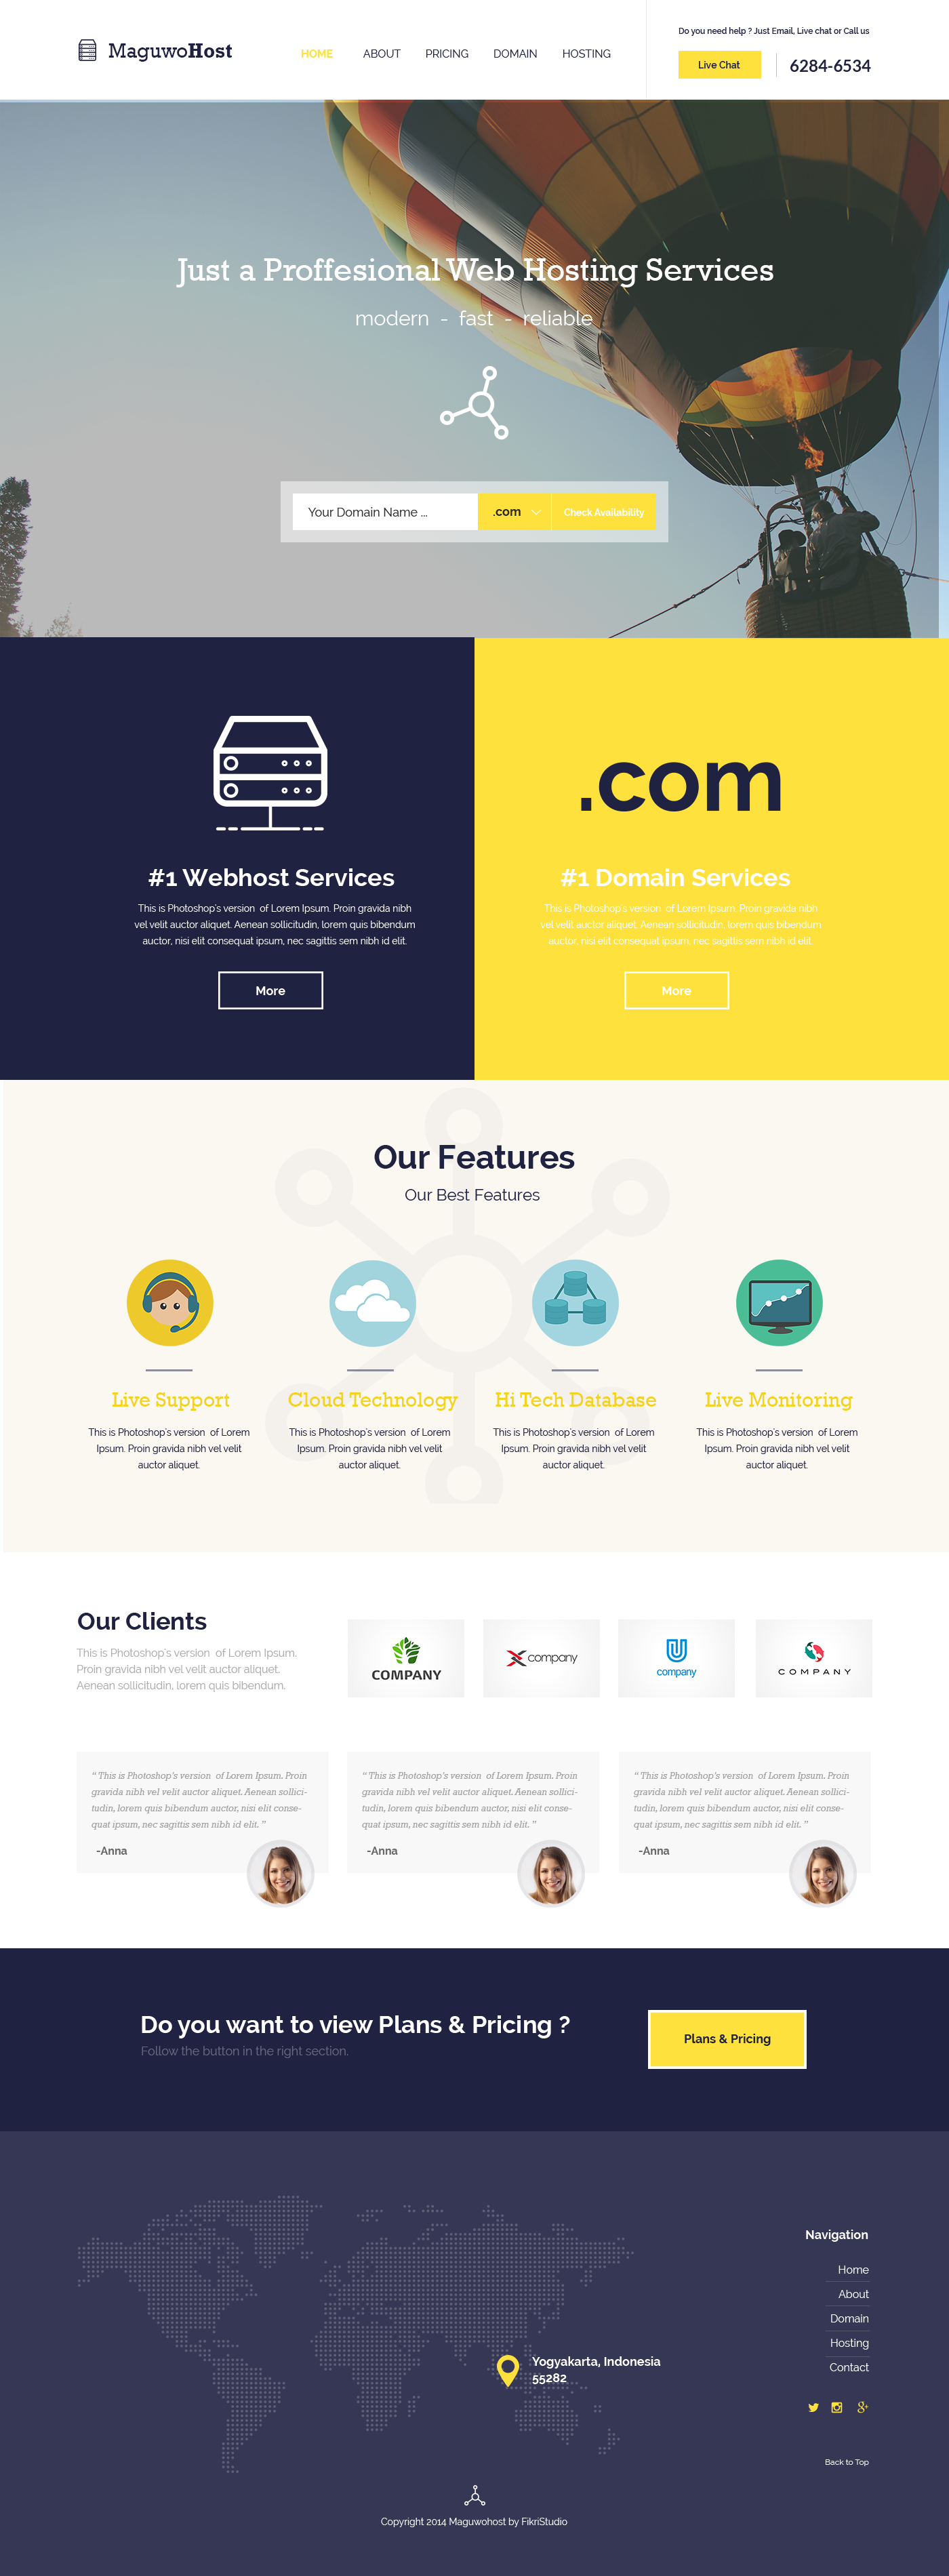 MaguwoHost
HOME ABOUT PRICING DOMAIN HOSTING
Do you need help ? Just Email, Live chat or Call us
Live Chat
6284-6534
Just a Proffesional Web Hosting Services
modern - fast - reliable
Your Domain Name ...
.com
Check Availability
#1 Webhost Services
This is Photoshop's version of Lorem Ipsum. Proin gravida nibh
vel velit auctor aliquet. Aenean sollicitudin, lorem quis bibendum
auctor, nisi elit consequat ipsum, nec sagittis sem nibh id elit.
More
.com
#1 Domain Services
This is Photoshop's version of Lorem Ipsum. Proin gravida nibh
vel velit auctor aliquet. Aenean sollicitudin, lorem quis bibendum
auctor, nisi elit consequat ipsum, nec sagittis sem nibh id elit.
More
Our Features
Our Best Features
Live Support
This is Photoshop's version of Lorem
Ipsum. Proin gravida nibh vel velit
auctor aliquet.
Cloud Technology
This is Photoshop's version of Lorem
Ipsum. Proin gravida nibh vel velit
auctor aliquet.
Hi Tech Database
This is Photoshop's version of Lorem
Ipsum. Proin gravida nibh vel velit
auctor aliquet.
Live Monitoring
This is Photoshop's version of Lorem
Ipsum. Proin gravida nibh vel velit
auctor aliquet.
Our Clients
This is Photoshop's version of Lorem Ipsum.
Proin gravida nibh vel velit auctor aliquet.
Aenean sollicitudin, lorem quis bibendum.
COMPANY
company
company
COMPANY
“ This is Photoshop's version of Lorem Ipsum. Proin
gravida nibh vel velit auctor aliquet. Aenean sollici-
tudin, lorem quis bibendum auctor, nisi elit conse-
quat ipsum, nec sagittis sem nibh id elit. ”
-Anna
“ This is Photoshop's version of Lorem Ipsum. Proin
gravida nibh vel velit auctor aliquet. Aenean sollici-
tudin, lorem quis bibendum auctor, nisi elit conse-
quat ipsum, nec sagittis sem nibh id elit. ”
-Anna
“ This is Photoshop's version of Lorem Ipsum. Proin
gravida nibh vel velit auctor aliquet. Aenean sollici-
tudin, lorem quis bibendum auctor, nisi elit conse-
quat ipsum, nec sagittis sem nibh id elit. ”
-Anna
Do you want to view Plans & Pricing ?
Follow the button in the right section.
Plans & Pricing
Yogyakarta, Indonesia
55282
Navigation
Home
About
Domain
Hosting
Contact
Back to Top
Copyright 2014 Maguwohost by FikriStudio